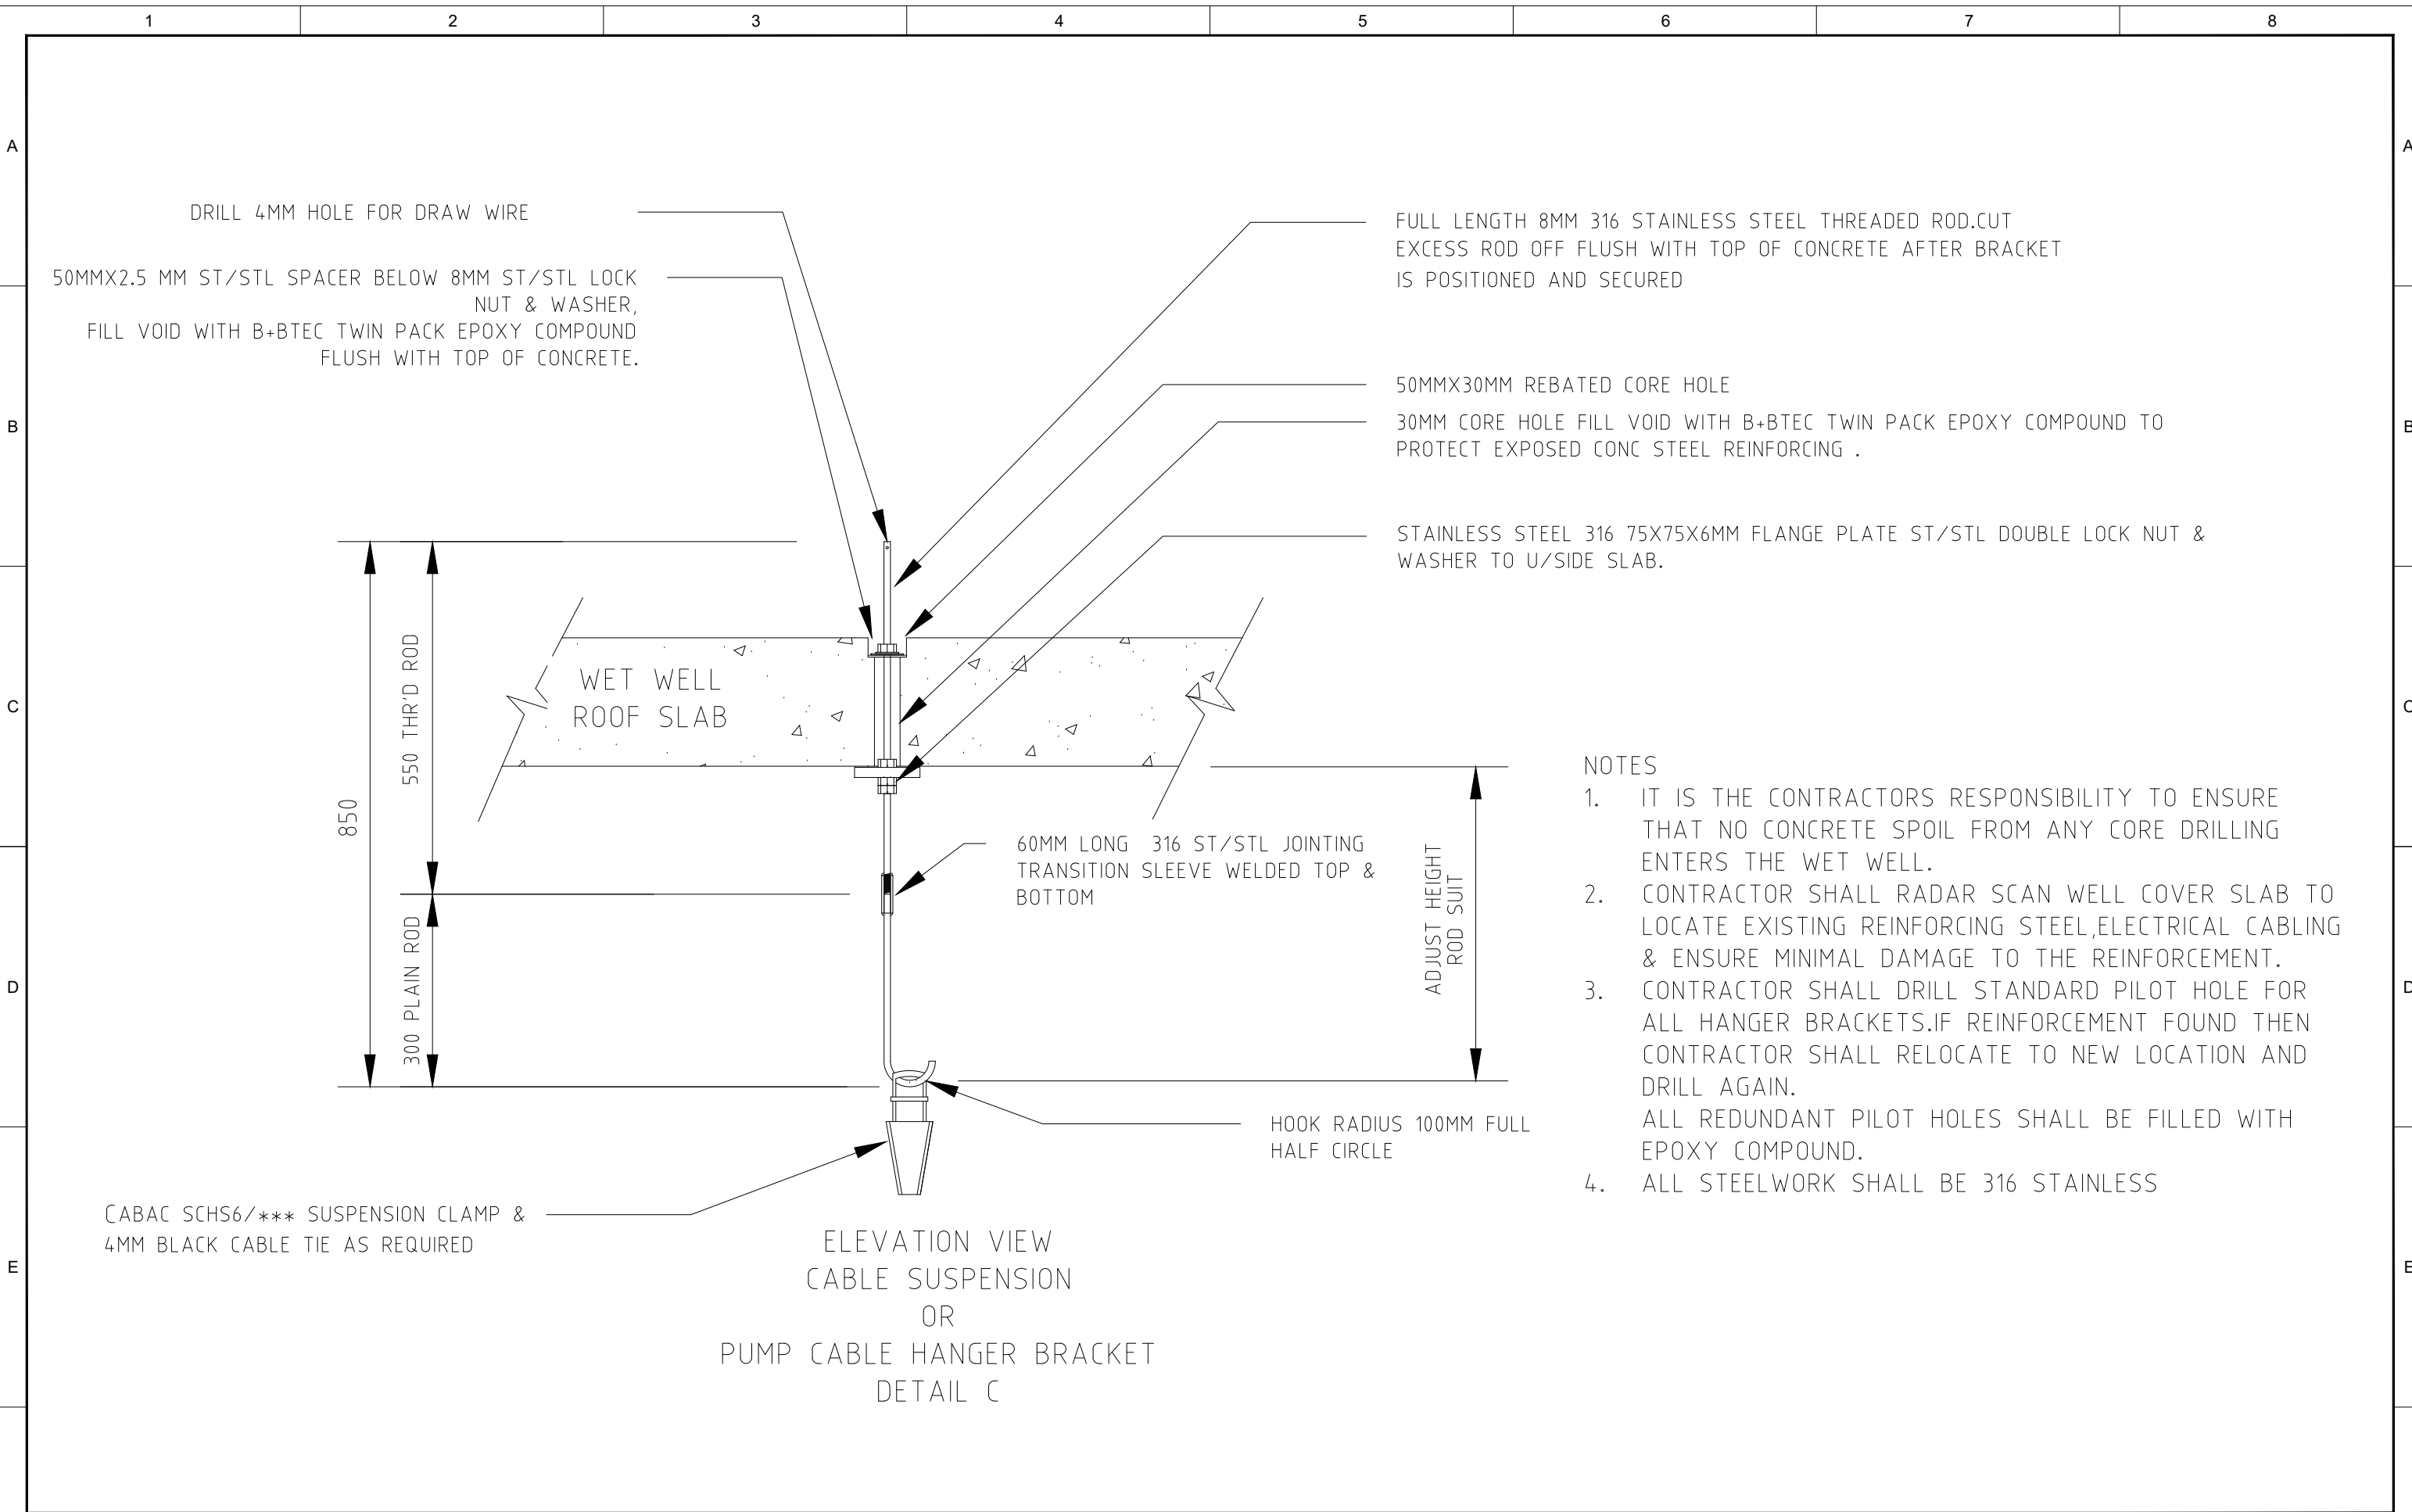 1 2 3 4 5 6 7 8
A A
DRILL 4MM HOLE FOR DRAW WIRE
50MMX2.5 MM ST/STL SPACER BELOW 8MM ST/STL LOCK
NUT & WASHER,
FILL VOID WITH B+BTEC TWIN PACK EPOXY COMPOUND
FLUSH WITH TOP OF CONCRETE.
FULL LENGTH 8MM 316 STAINLESS STEEL THREADED ROD.CUT
EXCESS ROD OFF FLUSH WITH TOP OF CONCRETE AFTER BRACKET
IS POSITIONED AND SECURED
50MMX30MM REBATED CORE HOLE
B B
30MM CORE HOLE FILL VOID WITH B+BTEC TWIN PACK EPOXY COMPOUND TO
PROTECT EXPOSED CONC STEEL REINFORCING .
STAINLESS STEEL 316 75X75X6MM FLANGE PLATE ST/STL DOUBLE LOCK NUT &
WASHER TO U/SIDE SLAB.
850
550 THR'D ROD
300 PLAIN ROD
WET WELL
ROOF SLAB
C C
60MM LONG 316 ST/STL JOINTING
TRANSITION SLEEVE WELDED TOP &
BOTTOM
ADJUST HEIGHT
ROD SUIT
NOTES
1. IT IS THE CONTRACTORS RESPONSIBILITY TO ENSURE
THAT NO CONCRETE SPOIL FROM ANY CORE DRILLING
ENTERS THE WET WELL.
2. CONTRACTOR SHALL RADAR SCAN WELL COVER SLAB TO
LOCATE EXISTING REINFORCING STEEL,ELECTRICAL CABLING
& ENSURE MINIMAL DAMAGE TO THE REINFORCEMENT.
3. CONTRACTOR SHALL DRILL STANDARD PILOT HOLE FOR
ALL HANGER BRACKETS.IF REINFORCEMENT FOUND THEN
CONTRACTOR SHALL RELOCATE TO NEW LOCATION AND
DRILL AGAIN.
ALL REDUNDANT PILOT HOLES SHALL BE FILLED WITH
EPOXY COMPOUND.
4. ALL STEELWORK SHALL BE 316 STAINLESS
D D
HOOK RADIUS 100MM FULL
HALF CIRCLE
CABAC SCHS6/*** SUSPENSION CLAMP &
4MM BLACK CABLE TIE AS REQUIRED
E E
ELEVATION VIEW
CABLE SUSPENSION
OR
PUMP CABLE HANGER BRACKET
DETAIL C